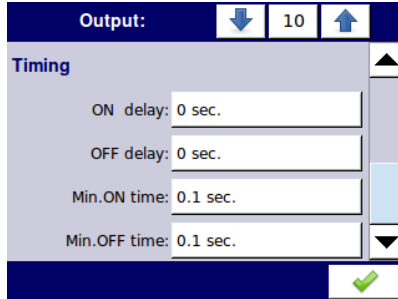 Output: 10
Timing
ON delay: 0 sec.
OFF delay: 0 sec.
Min.ON time: 0.1 sec.
Min.OFF time: 0.1 sec.